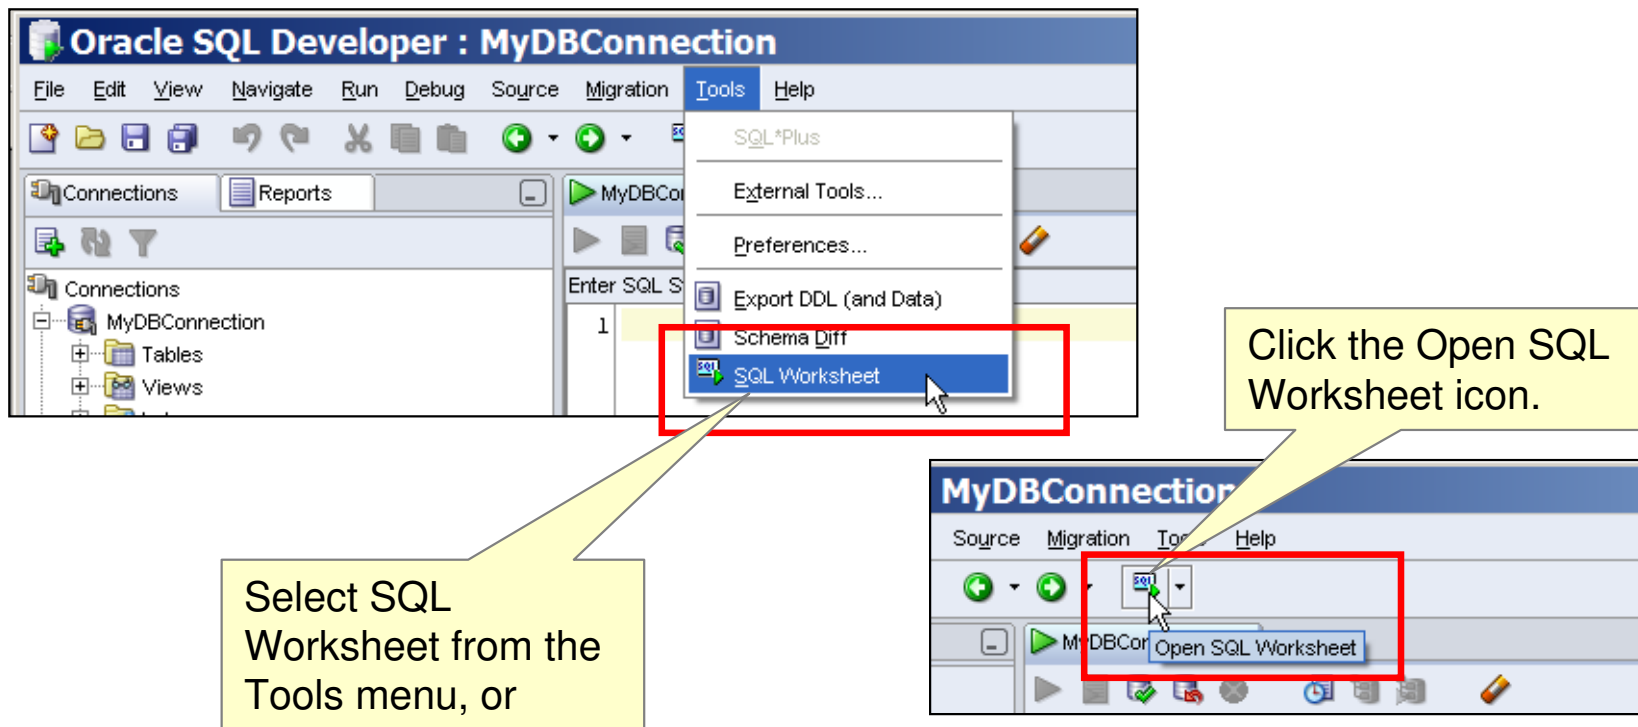 Oracle SQL Developer : MyDBConnection
File Edit View Navigate Run Debug Source Migration Tools Help
SQL*Plus
Connections Reports
MyDBCon
External Tools...
Preferences...
Connections
Enter SQL S
Export DDL (and Data)
MyDBConnection
1
Schema Diff
Tables
SQL Worksheet
Views
Click the Open SQL
Worksheet icon.
MyDBConnection
Source Migration Tools Help
SQL
MyDBCon
Open SQL Worksheet
Select SQL
Worksheet from the
Tools menu, or